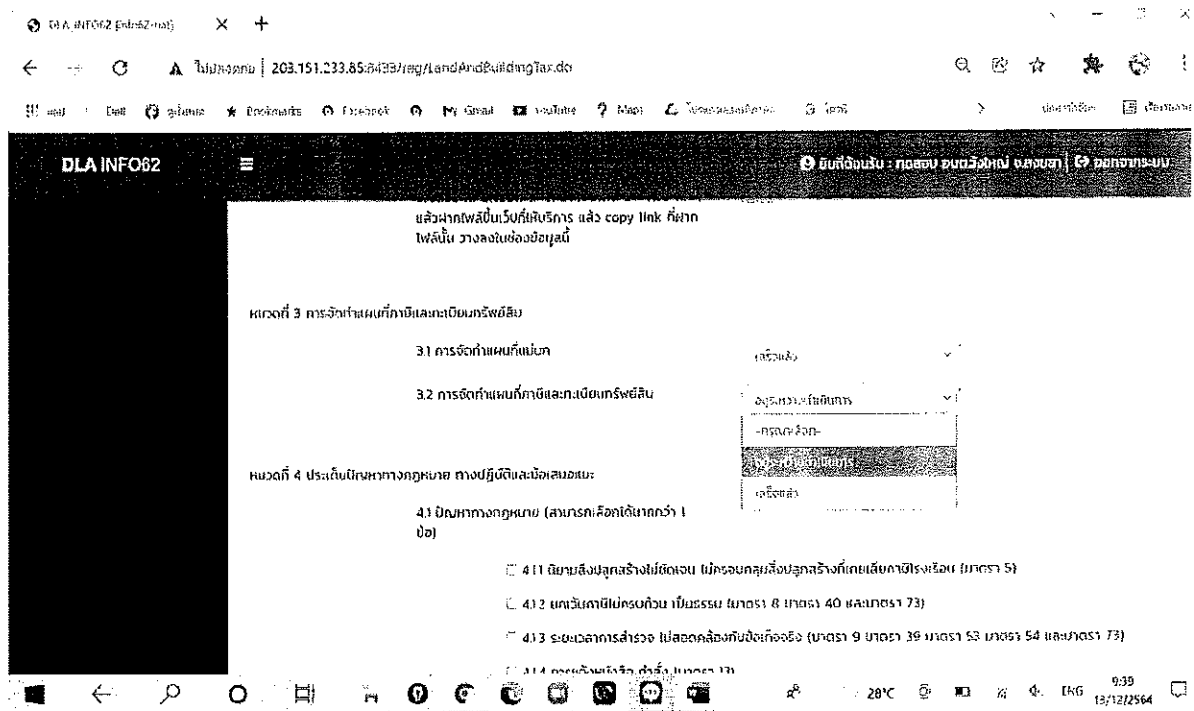 DLA INFO62
ไม่ปลอดภัย | 203.151.233.85:8433/reg/LandAndBuildingTax.do
Bookmarks Facebook My Gmail YouTube Maps
DLA INFO62 ยินดีต้อนรับ : ทดสอบ อบต.วังใหญ่ จ.สงขลา | ออกจากระบบ
แล้วฝากไฟล์ขึ้นเว็บที่ให้บริการ แล้ว copy link ที่ฝาก
ไฟล์นั้น วางลงในช่องข้อมูลนี้
หมวดที่ 3 การจัดทำแผนที่ภาษีและทะเบียนทรัพย์สิน
3.1 การจัดทำแผนที่แม่บท เสร็จแล้ว
3.2 การจัดทำแผนที่ภาษีและทะเบียนทรัพย์สิน อยู่ระหว่างดำเนินการ
-กรุณาเลือก-
อยู่ระหว่างดำเนินการ
เสร็จแล้ว
หมวดที่ 4 ประเด็นปัญหาทางกฎหมาย ทางปฏิบัติและข้อเสนอแนะ
4.1 ปัญหาทางกฎหมาย (สามารถเลือกได้มากกว่า 1
ข้อ)
4.1.1 นิยามสิ่งปลูกสร้างไม่ชัดเจน ไม่ครอบคลุมสิ่งปลูกสร้างที่เคยเสียภาษีโรงเรือน (มาตรา 5)
4.1.2 ยกเว้นภาษีไม่ครบถ้วน เป็นธรรม (มาตรา 8 มาตรา 40 และมาตรา 73)
4.1.3 ระยะเวลาการสำรวจ ไม่สอดคล้องกับข้อเท็จจริง (มาตรา 9 มาตรา 39 มาตรา 53 มาตรา 54 และมาตรา 73)
28°C ENG 9:39
13/12/2564